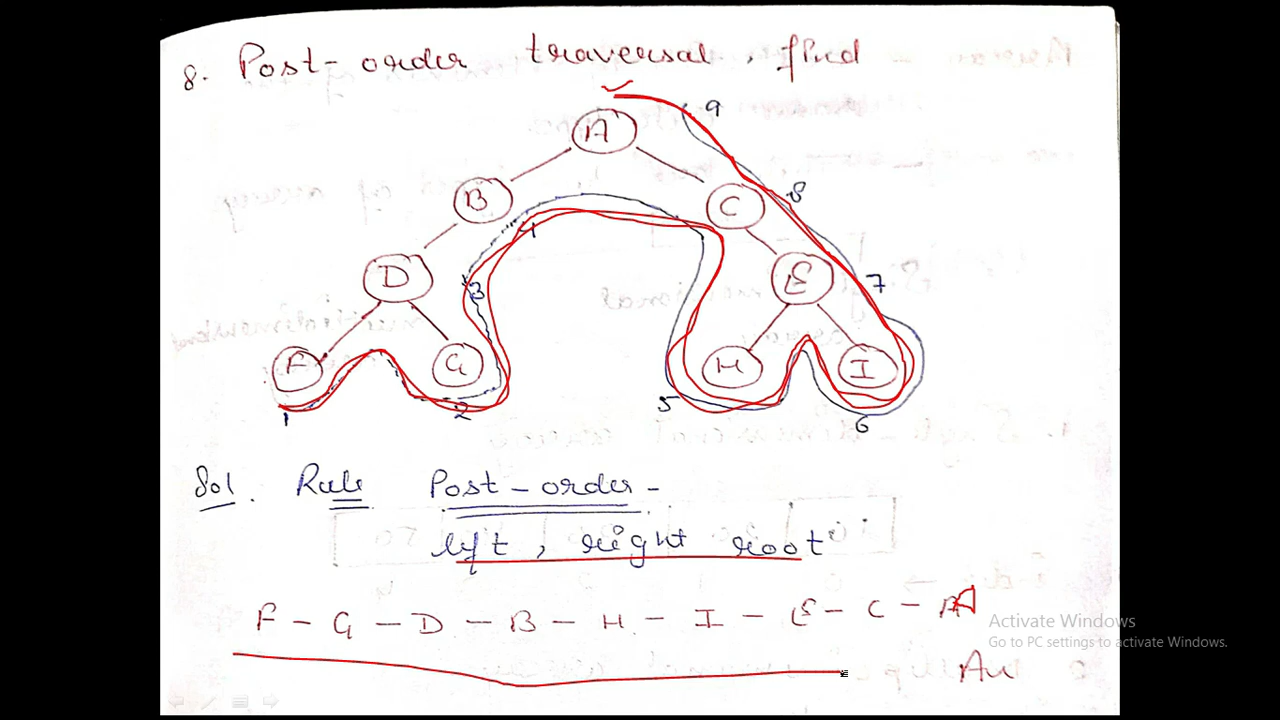 8. Post-order traversal, find
A
9
B
C
8
4
D
E
3
7
F
G
H
I
1
2
5
6
Sol. Rule Post-order-
left, right root
F - G - D - B - H - I - E - C - A
Activate Windows
Go to PC settings to activate Windows.